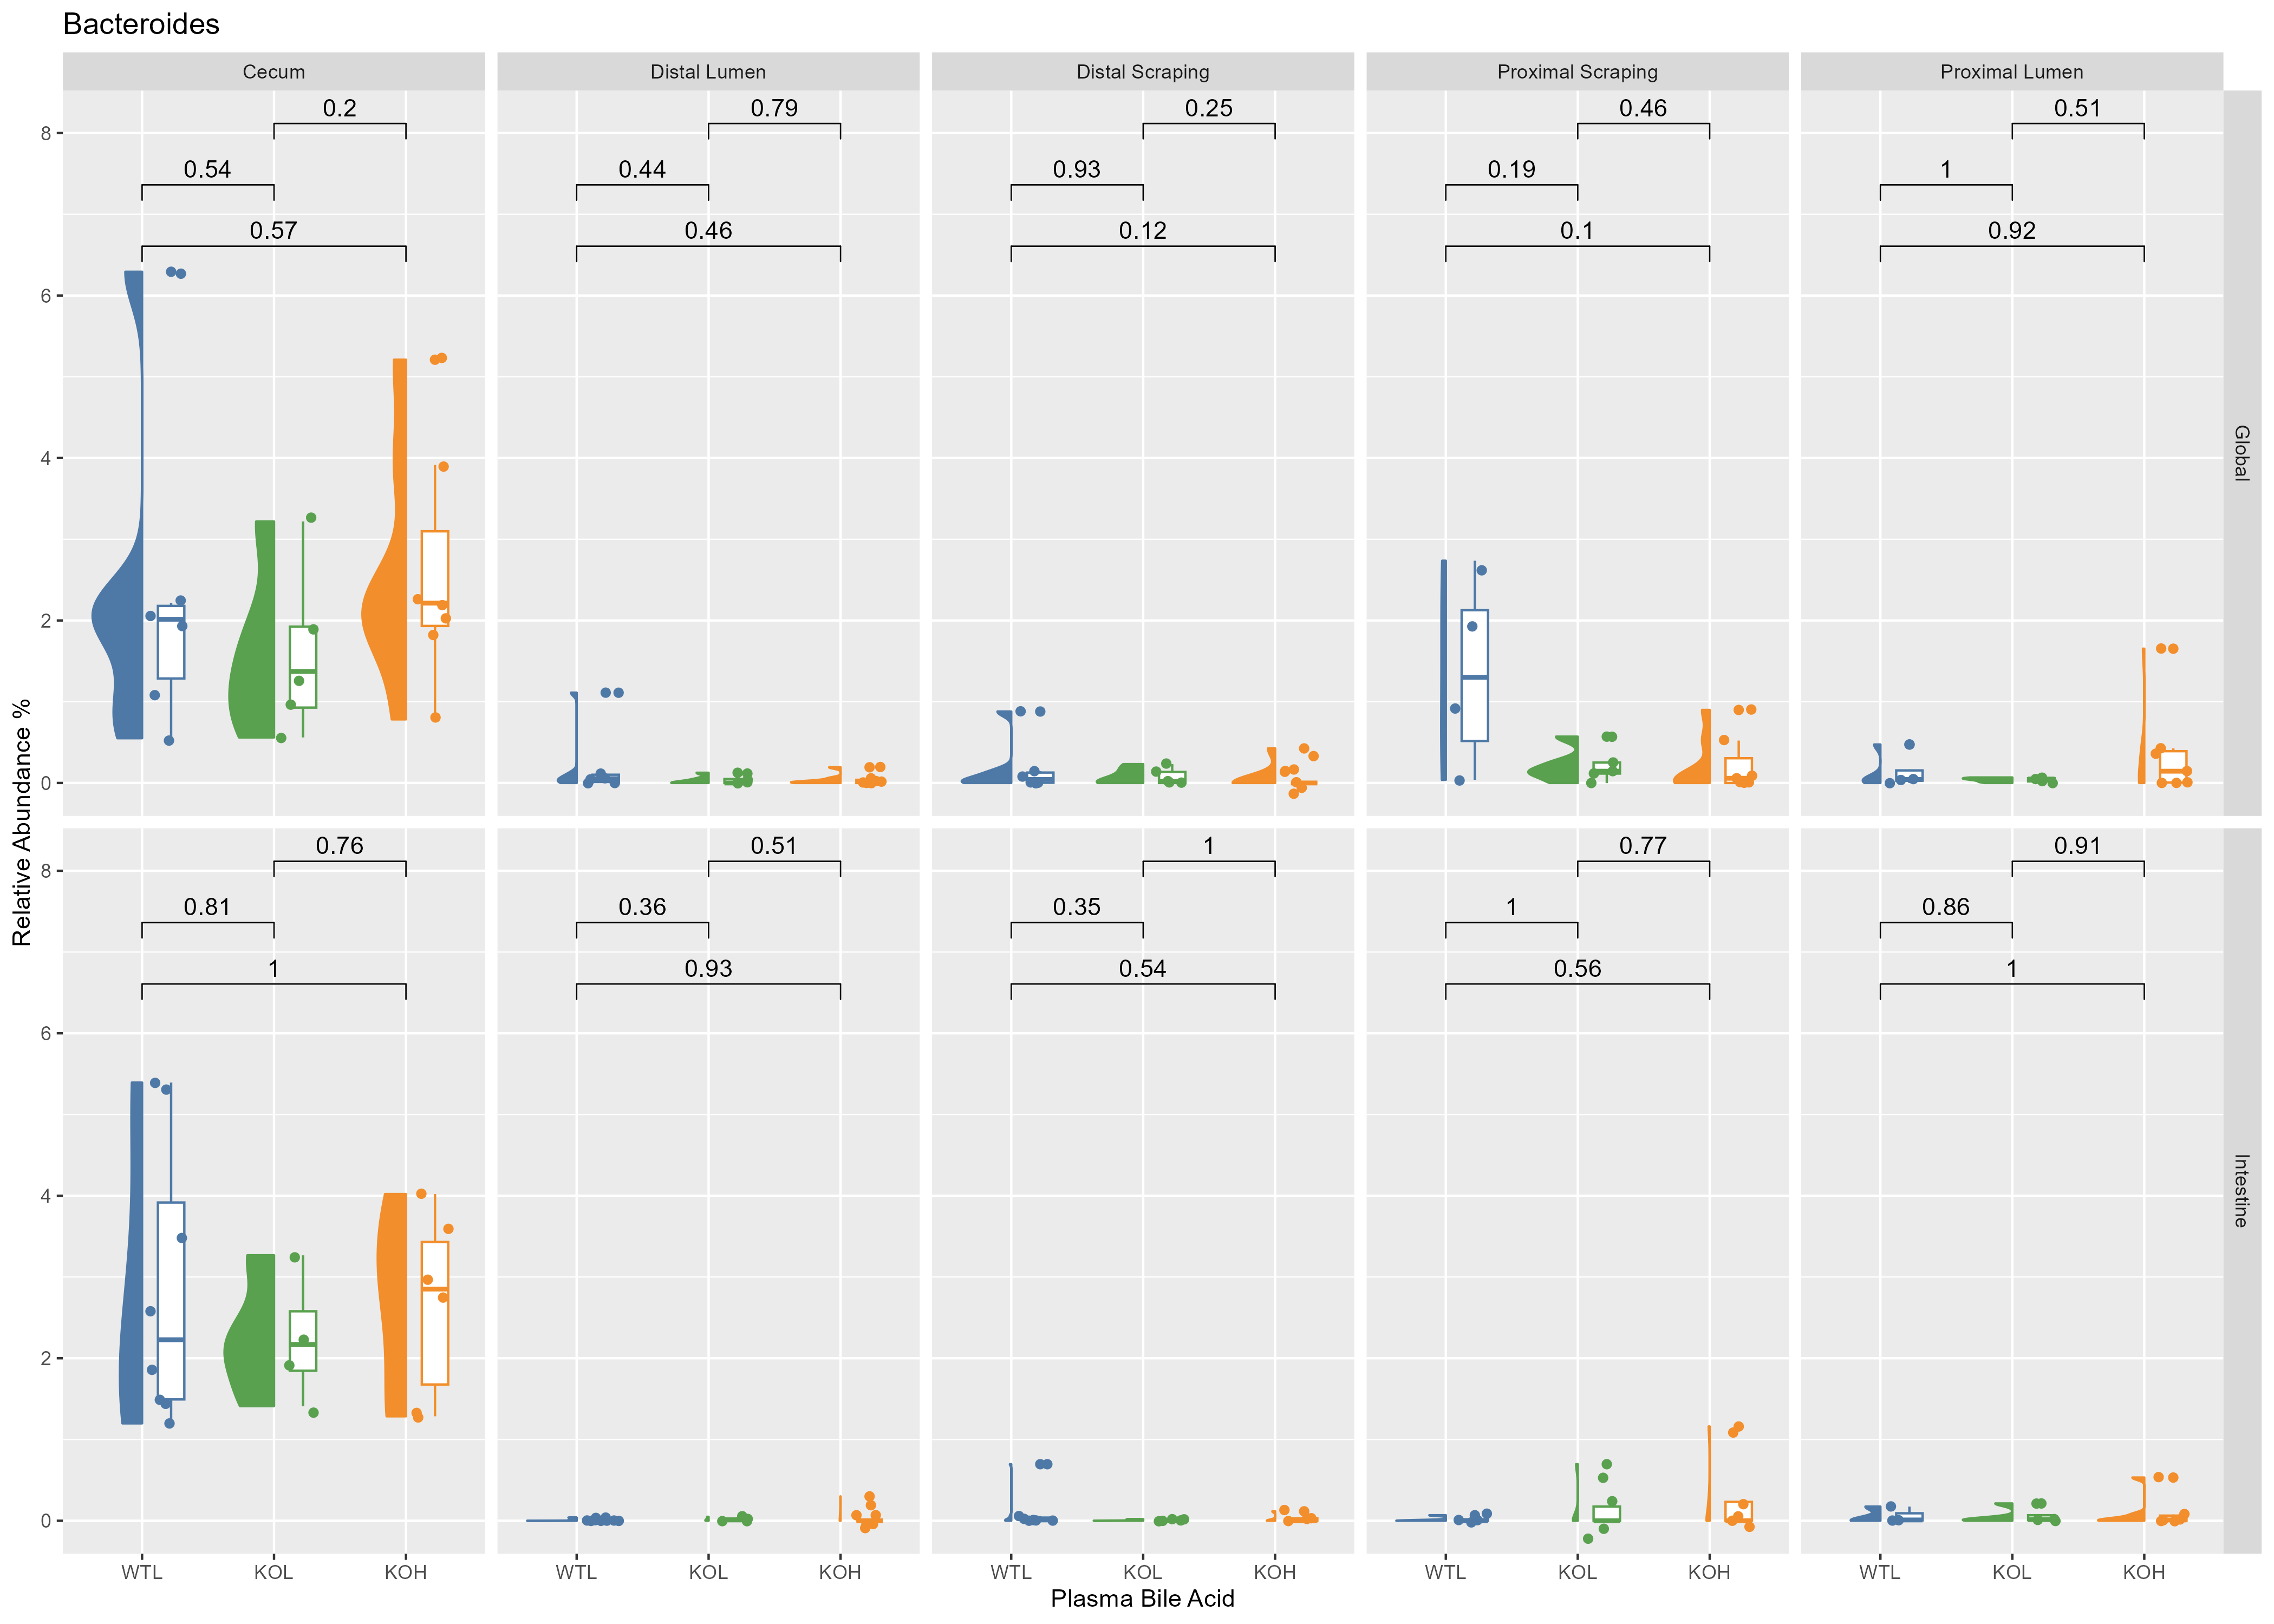 Bacteroides
Cecum Distal Lumen Distal Scraping Proximal Scraping Proximal Lumen
0.2 0.79 0.25 0.46 0.51
8
0.54 0.44 0.93 0.19 1
0.57 0.46 0.12 0.1 0.92
6
4
2
0
Global
Relative Abundance %
0.76 0.51 1 0.77 0.91
8
0.81 0.36 0.35 1 0.86
1 0.93 0.54 0.56 1
6
4
2
0
Intestine
WTL KOL KOH WTL KOL KOH WTL KOL KOH WTL KOL KOH WTL KOL KOH
Plasma Bile Acid